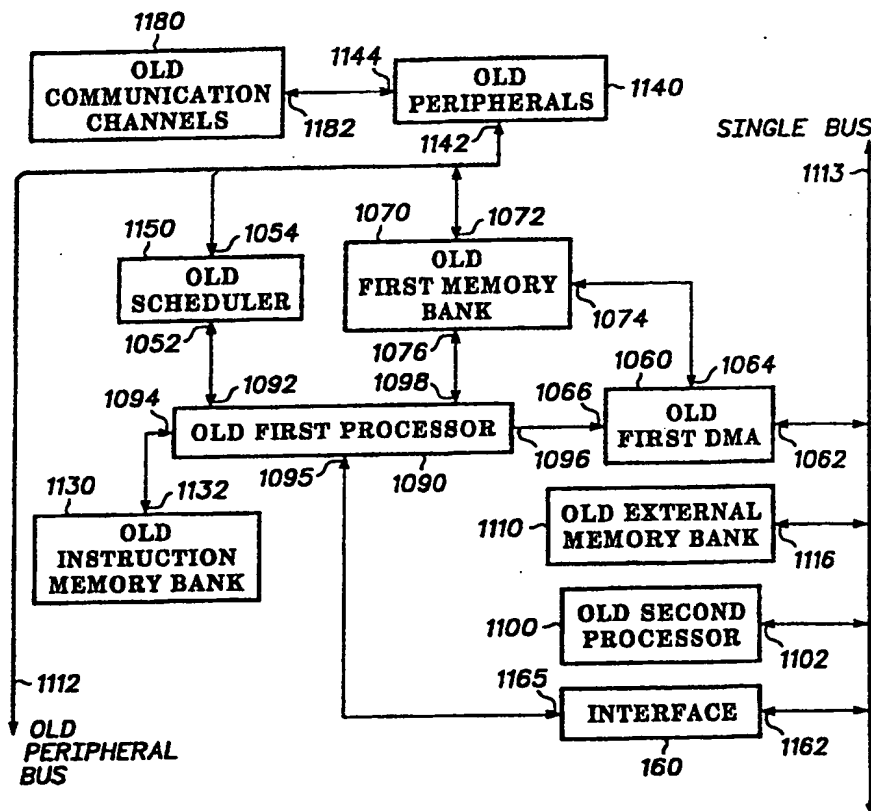 1180
OLD
COMMUNICATION
CHANNELS
1182
1144
OLD
PERIPHERALS
1140
1142
SINGLE BUS
1113
1150
1054
OLD
SCHEDULER
1052
1070
1072
OLD
FIRST MEMORY
BANK
1074
1076
1060
1064
1094
1092
1098
1066
OLD FIRST PROCESSOR
OLD
FIRST DMA
1095
1090
1096
1062
1130
1132
OLD
INSTRUCTION
MEMORY BANK
1110
OLD EXTERNAL
MEMORY BANK
1116
1100
OLD SECOND
PROCESSOR
1102
1112
OLD
PERIPHERAL
BUS
1165
INTERFACE
160
1162